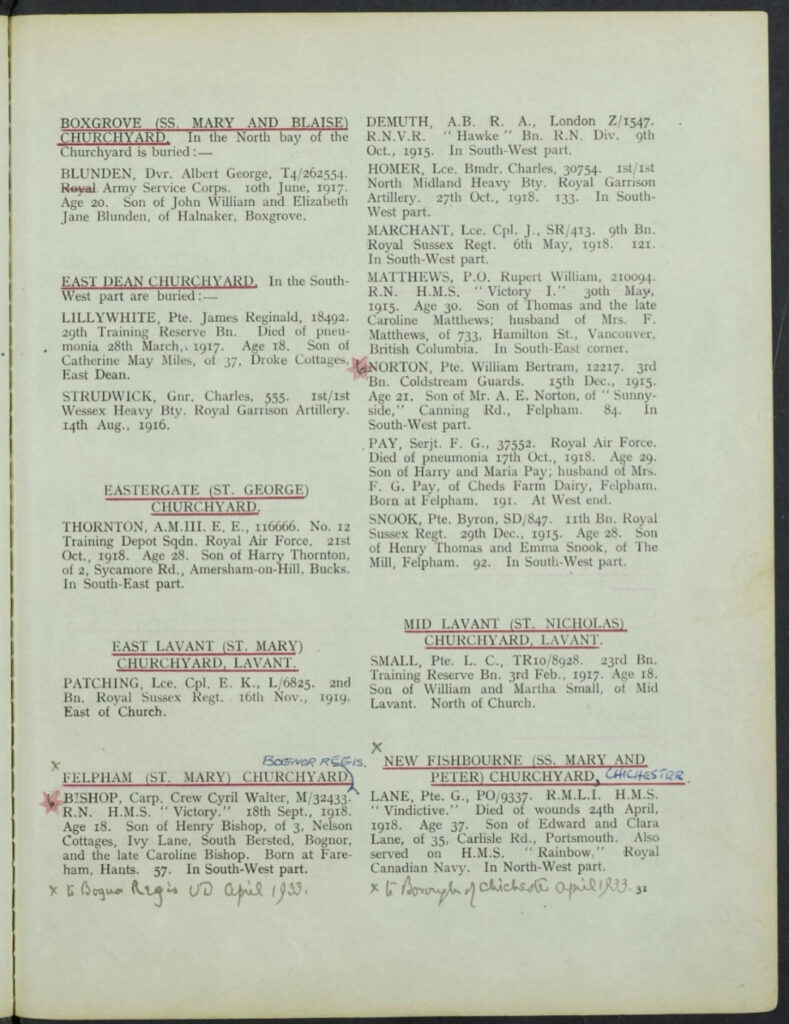 BOXGROVE (SS. MARY AND BLAISE)
CHURCHYARD. In the North bay of the
Churchyard is buried :—
BLUNDEN, Dvr. Albert George, T4/262554.
Royal Army Service Corps. 10th June, 1917.
Age 20. Son of John William and Elizabeth
Jane Blunden, of Halnaker, Boxgrove.
EAST DEAN CHURCHYARD. In the South-
West part are buried :—
LILLYWHITE, Pte. James Reginald, 18492.
29th Training Reserve Bn. Died of pneu-
monia 28th March, 1917. Age 18. Son of
Catherine May Miles, of 37, Droke Cottages,
East Dean.
STRUDWICK, Gnr. Charles, 555. 1st/1st
Wessex Heavy Bty. Royal Garrison Artillery.
14th Aug., 1916.
EASTERGATE (ST. GEORGE)
CHURCHYARD.
THORNTON, A.M.III. E. E., 116666. No. 12
Training Depot Sqdn. Royal Air Force. 21st
Oct., 1918. Age 28. Son of Harry Thornton,
of 2, Sycamore Rd., Amersham-on-Hill, Bucks.
In South-East part.
EAST LAVANT (ST. MARY)
CHURCHYARD, LAVANT.
PATCHING, Lce. Cpl. E. K., L/6825. 2nd
Bn. Royal Sussex Regt. 16th Nov., 1919.
East of Church.
x BOGNOR REGIS.
FELPHAM (ST. MARY) CHURCHYARD,
6 BISHOP, Carp. Crew Cyril Walter, M/32433.
R.N. H.M.S. "Victory." 18th Sept., 1918.
Age 18. Son of Henry Bishop, of 3, Nelson
Cottages, Ivy Lane, South Bersted, Bognor,
and the late Caroline Bishop. Born at Fare-
ham, Hants. 57. In South-West part.
x to Bognor Regis UD April 1933.
DEMUTH, A.B. R. A., London Z/1547.
R.N.V.R. "Hawke" Bn. R.N. Div. 9th
Oct., 1915. In South-West part.
HOMER, Lce. Bmdr. Charles, 30754. 1st/1st
North Midland Heavy Bty. Royal Garrison
Artillery. 27th Oct., 1918. 133. In South-
West part.
MARCHANT, Lce. Cpl. J., SR/413. 9th Bn.
Royal Sussex Regt. 6th May, 1918. 121.
In South-West part.
MATTHEWS, P.O. Rupert William, 210094.
R.N. H.M.S. "Victory I." 30th May,
1915. Age 30. Son of Thomas and the late
Caroline Matthews; husband of Mrs. F.
Matthews, of 733, Hamilton St., Vancouver,
British Columbia. In South-East corner.
6 NORTON, Pte. William Bertram, 12217. 3rd
Bn. Coldstream Guards. 15th Dec., 1915.
Age 21. Son of Mr. A. E. Norton, of "Sunny-
side," Canning Rd., Felpham. 84. In
South-West part.
PAY, Serjt. F. G., 37552. Royal Air Force.
Died of pneumonia 17th Oct., 1918. Age 29.
Son of Harry and Maria Pay; husband of Mrs.
F. G. Pay, of Cheds Farm Dairy, Felpham.
Born at Felpham. 191. At West end.
SNOOK, Pte. Byron, SD/847. 11th Bn. Royal
Sussex Regt. 29th Dec., 1915. Age 28. Son
of Henry Thomas and Emma Snook, of The
Mill, Felpham. 92. In South-West part.
MID LAVANT (ST. NICHOLAS)
CHURCHYARD, LAVANT.
SMALL, Pte. L. C., TR10/8928. 23rd Bn.
Training Reserve Bn. 3rd Feb., 1917. Age 18.
Son of William and Martha Small, of Mid
Lavant. North of Church.
x
NEW FISHBOURNE (SS. MARY AND
PETER) CHURCHYARD, CHICHESTER.
LANE, Pte. G., PO/9337. R.M.L.I. H.M.S.
"Vindictive." Died of wounds 24th April,
1918. Age 37. Son of Edward and Clara
Lane, of 35, Carlisle Rd., Portsmouth. Also
served on H.M.S. "Rainbow," Royal
Canadian Navy. In North-West part.
x to Borough of Chichester April 1933. 31